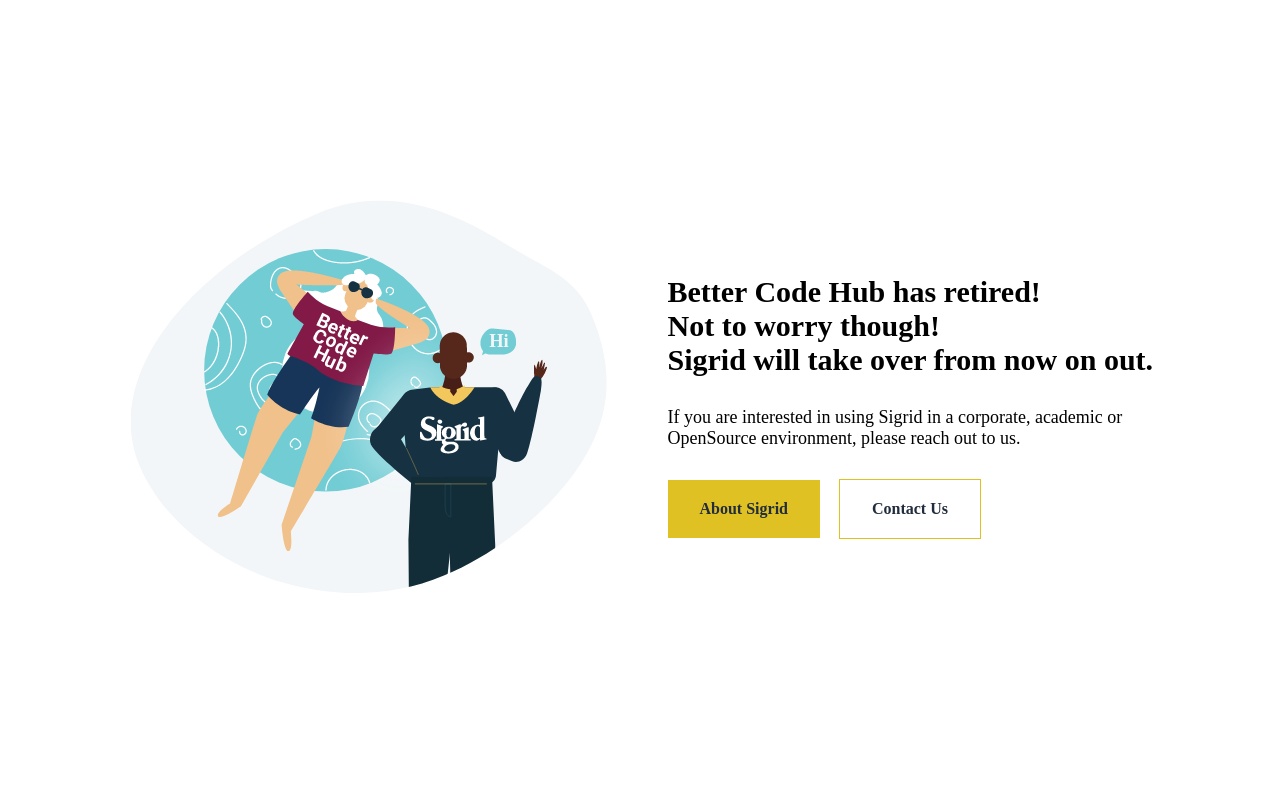 Better
Code
Hub
Hi
Sigrid
Better Code Hub has retired!
Not to worry though!
Sigrid will take over from now on out.
If you are interested in using Sigrid in a corporate, academic or
OpenSource environment, please reach out to us.
About Sigrid
Contact Us